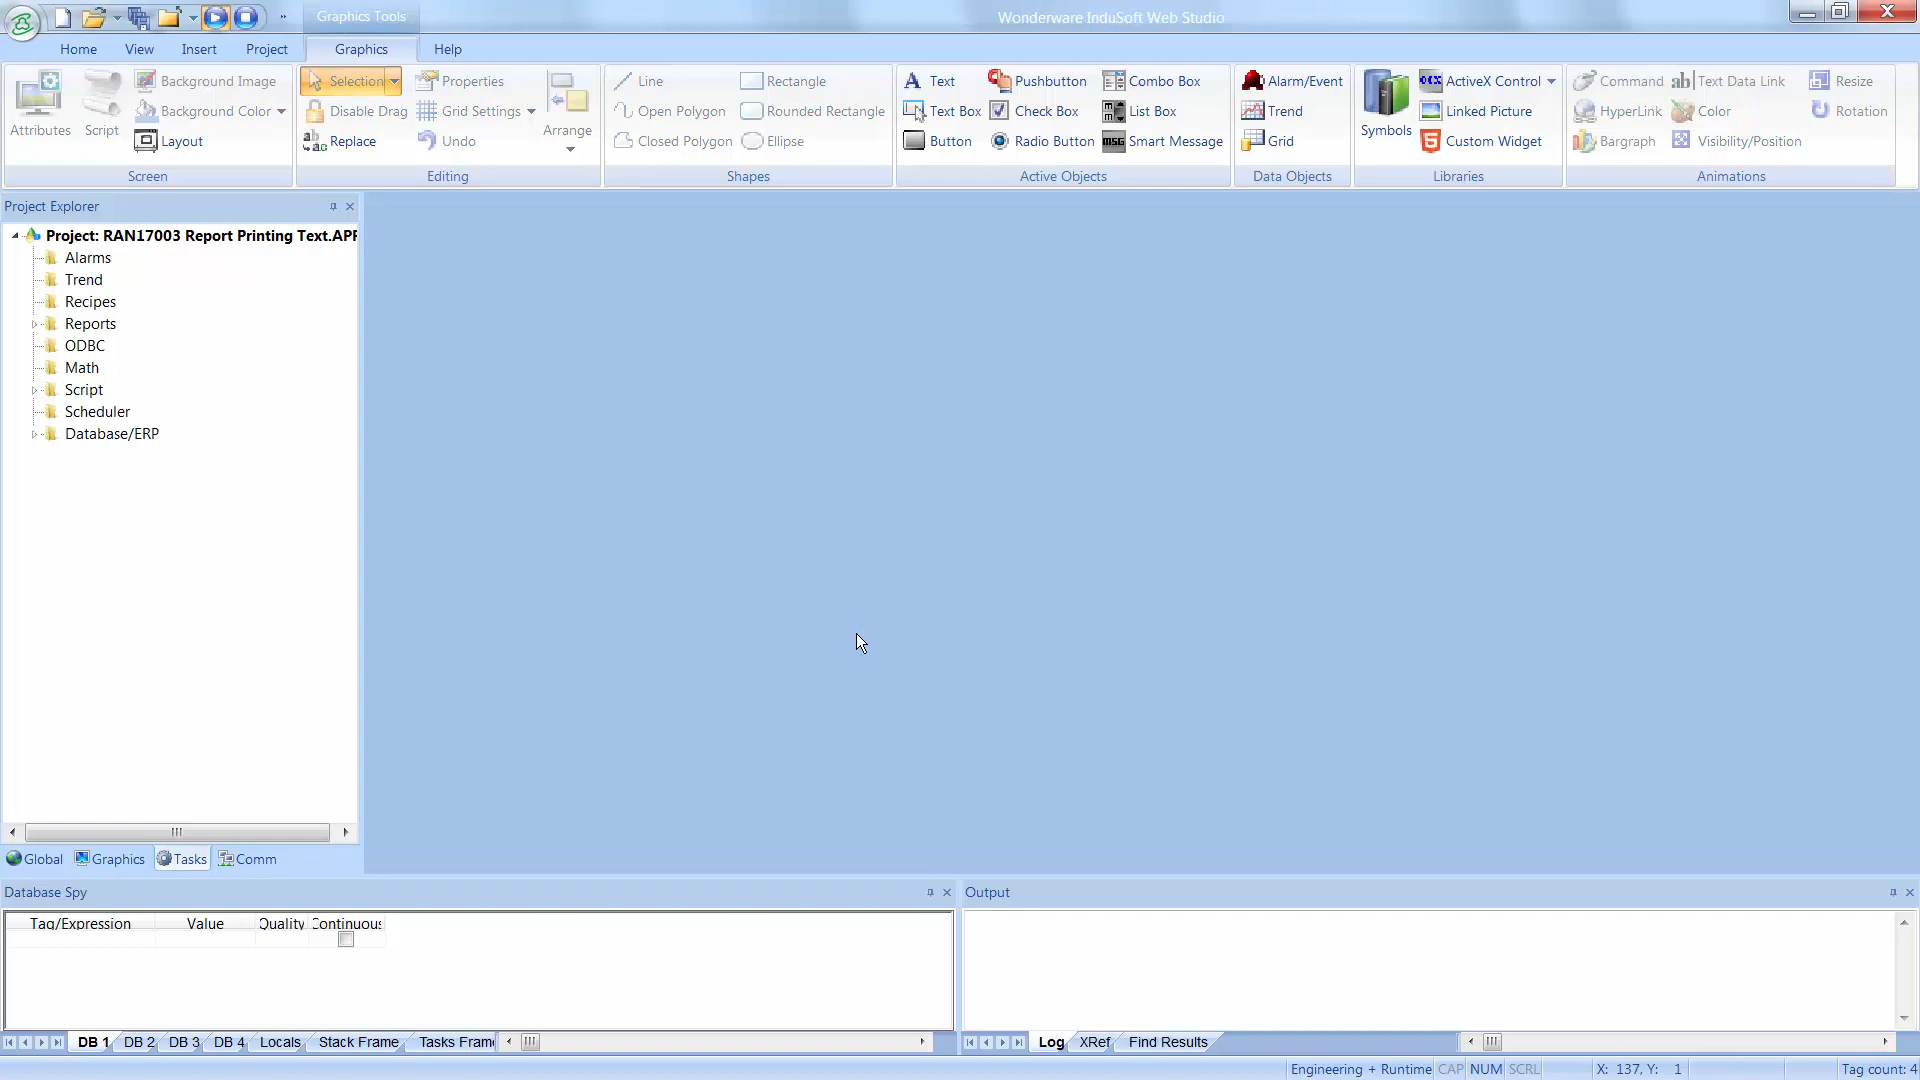 Graphics Tools
Wonderware InduSoft Web Studio
Home View Insert Project Graphics Help
Attributes
Script
Background Image
Background Color
Layout
Screen
Selection
Disable Drag
Replace
Properties
Grid Settings
Undo
Arrange
Editing
Line
Open Polygon
Closed Polygon
Rectangle
Rounded Rectangle
Ellipse
Shapes
Text
Text Box
Button
Pushbutton
Check Box
Radio Button
Combo Box
List Box
MSG Smart Message
Active Objects
Alarm/Event
Trend
Grid
Data Objects
Symbols
OCX ActiveX Control
Linked Picture
Custom Widget
Libraries
Command
HyperLink
Bargraph
ab Text Data Link
Color
Visibility/Position
Resize
Rotation
Animations
Project Explorer
Project: RAN17003 Report Printing Text.APP
Alarms
Trend
Recipes
Reports
ODBC
Math
Script
Scheduler
Database/ERP
Global Graphics Tasks Comm
Database Spy
Tag/Expression Value Quality Continuous
DB 1 DB 2 DB 3 DB 4 Locals Stack Frame Tasks Fram
Output
Log XRef Find Results
Engineering + Runtime CAP NUM SCRL X: 137, Y: 1 Tag count: 4